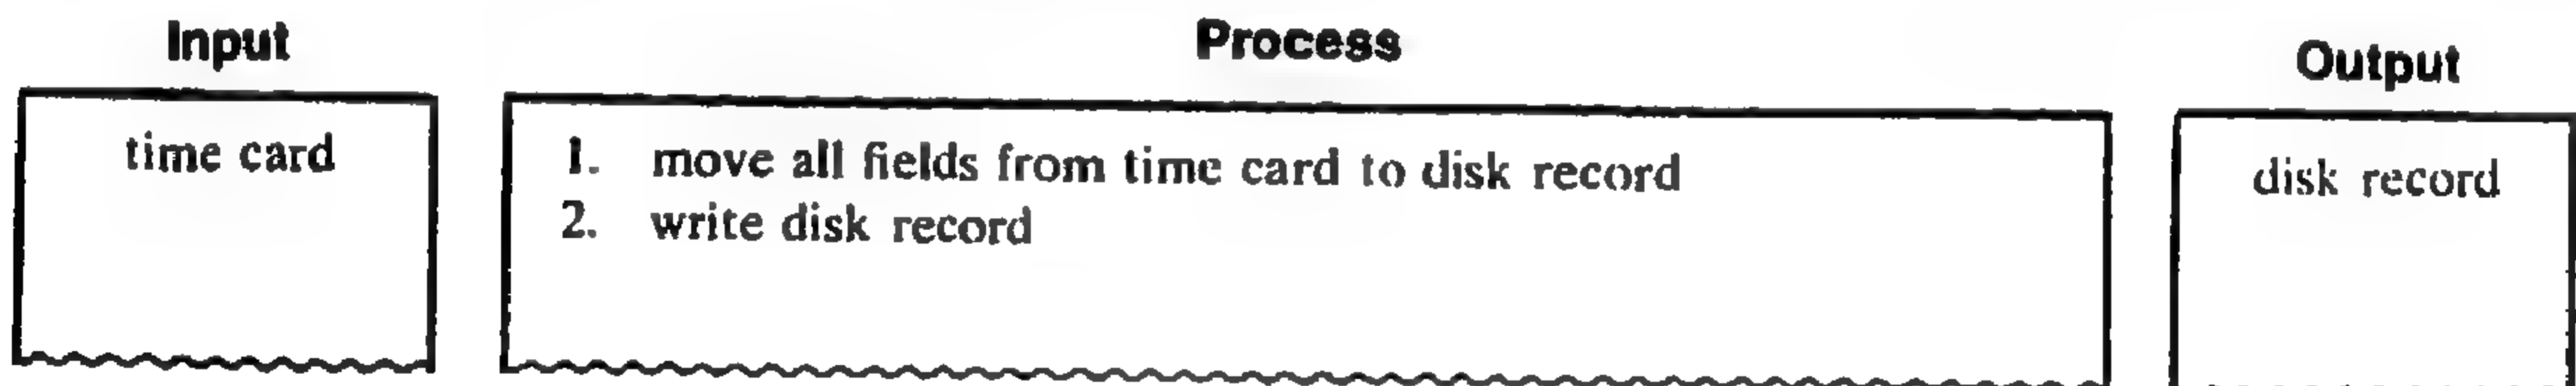 Input
Process
Output
time card
1. move all fields from time card to disk record
2. write disk record
disk record